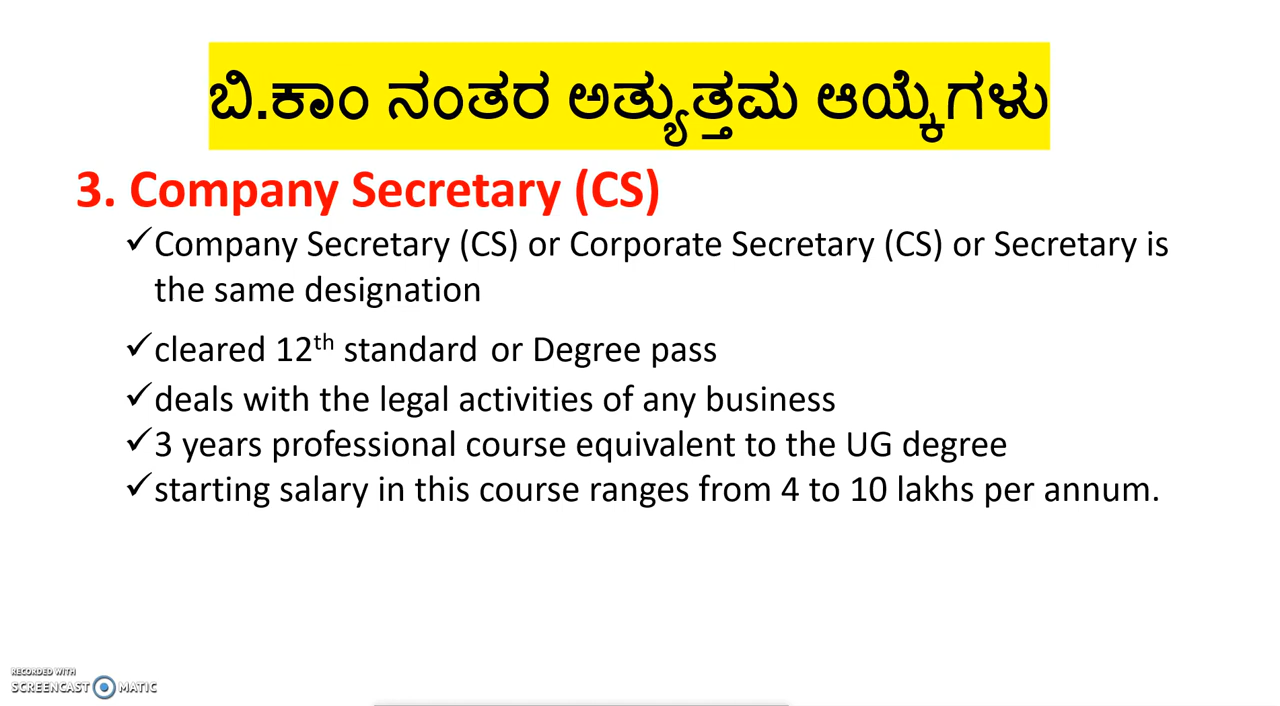 ಬಿ.ಕಾಂ ನಂತರ ಅತ್ಯುತ್ತಮ ಆಯ್ಕೆಗಳು
3. Company Secretary (CS)
✓Company Secretary (CS) or Corporate Secretary (CS) or Secretary is
the same designation
✓cleared 12th standard or Degree pass
✓deals with the legal activities of any business
✓3 years professional course equivalent to the UG degree
✓starting salary in this course ranges from 4 to 10 lakhs per annum.
RECORDED WITH
SCREENCAST MATIC